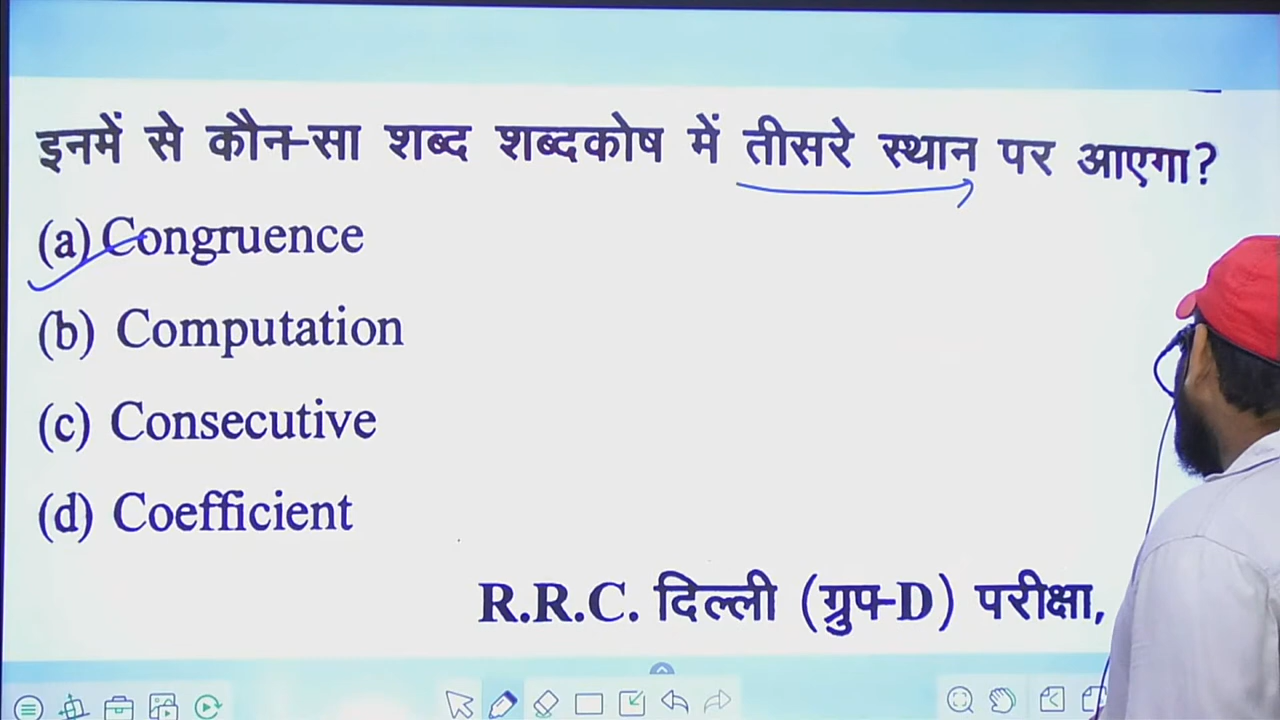 इनमें से कौन-सा शब्द शब्दकोष में तीसरे स्थान पर आएगा?
(a) Congruence
(b) Computation
(c) Consecutive
(d) Coefficient
R.R.C. दिल्ली (ग्रुप-D) परीक्षा,